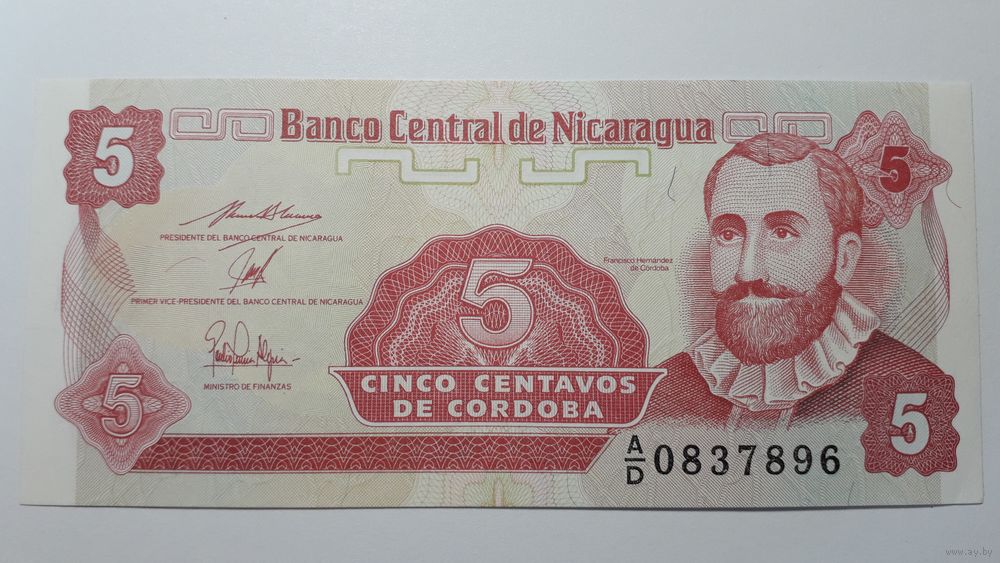 Banco Central de Nicaragua
5
5
PRESIDENTE DEL BANCO CENTRAL DE NICARAGUA
Francisco Hernández
de Córdoba
PRIMER VICE-PRESIDENTE DEL BANCO CENTRAL DE NICARAGUA
5
MINISTRO DE FINANZAS
CINCO CENTAVOS
DE CORDOBA
5
5
A/D 0837896
www.ay.by